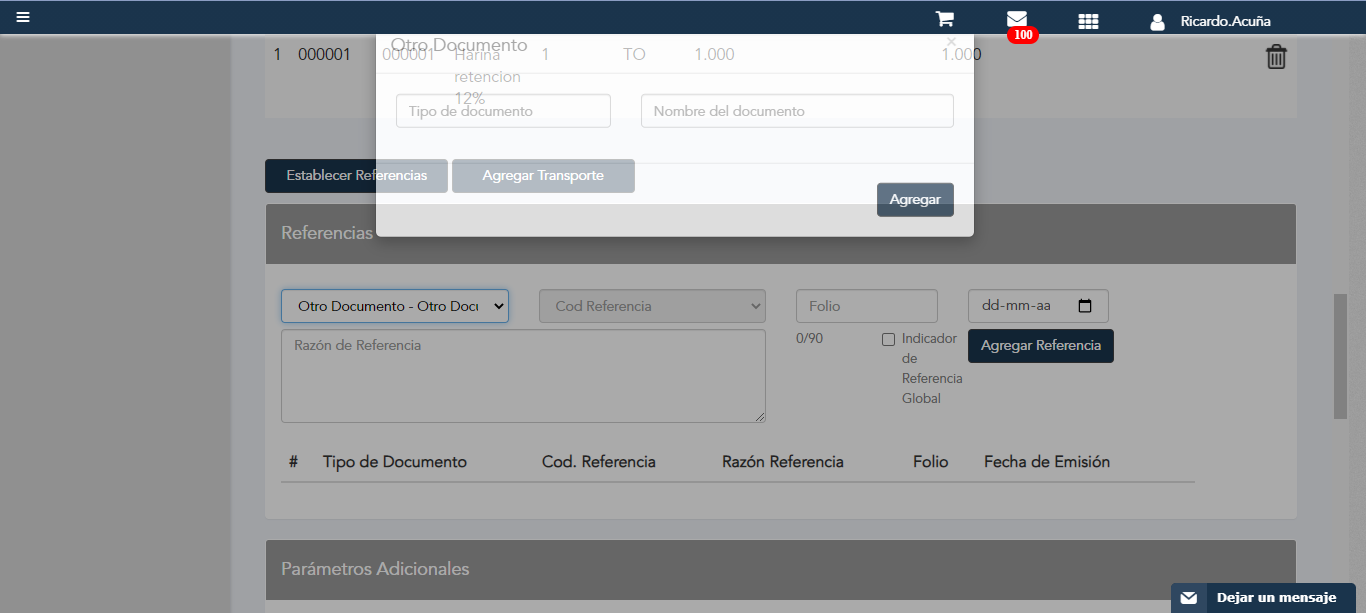 100
Ricardo.Acuña
Otro Documento
×
1 000001 000001 Harina retencion 12% 1 TO 1.000 1.000
Tipo de documento
Nombre del documento
Establecer Referencias
Agregar Transporte
Agregar
Referencias
Otro Documento - Otro Docu
Cod Referencia
Folio
dd-mm-aa
Razón de Referencia
0/90
Indicador
de
Referencia
Global
Agregar Referencia
# Tipo de Documento Cod. Referencia Razón Referencia Folio Fecha de Emisión
Parámetros Adicionales
Dejar un mensaje